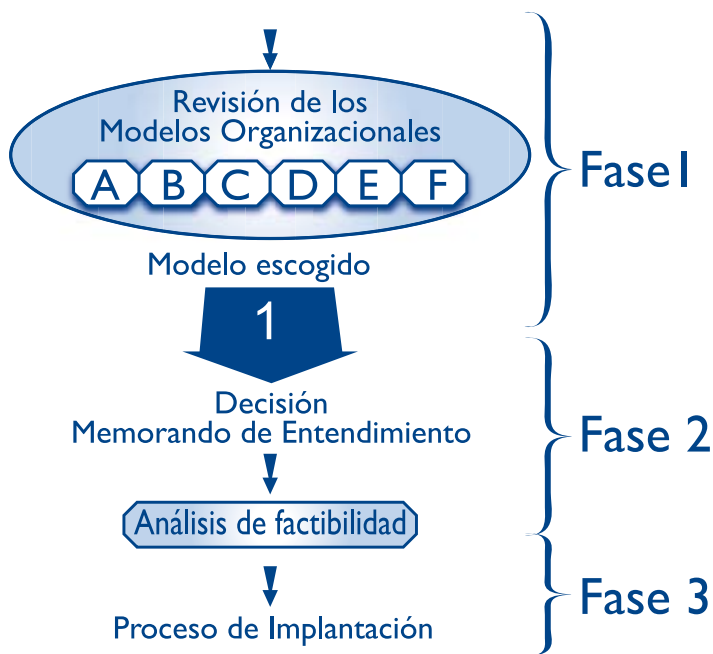 Revisión de los
Modelos Organizacionales
A B C D E F
Fase 1
Modelo escogido
1
Decisión
Memorando de Entendimiento
Fase 2
Análisis de factibilidad
Proceso de Implantación
Fase 3